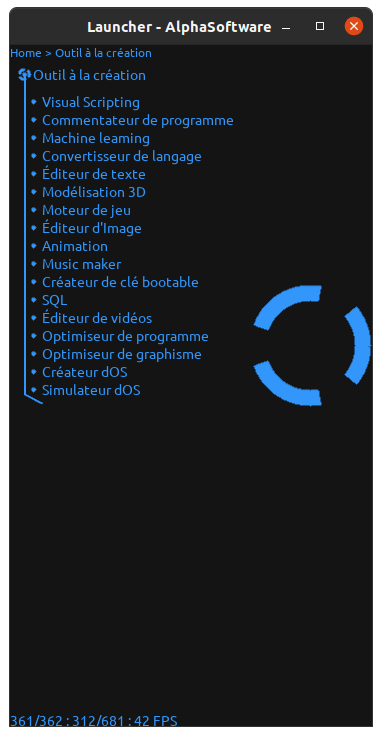 Launcher - AlphaSoftware
Home > Outil à la création
Outil à la création
Visual Scripting
Commentateur de programme
Machine leaming
Convertisseur de langage
Éditeur de texte
Modélisation 3D
Moteur de jeu
Éditeur d'Image
Animation
Music maker
Créateur de clé bootable
SQL
Éditeur de vidéos
Optimiseur de programme
Optimiseur de graphisme
Créateur dOS
Simulateur dOS
361/362 : 312/681 : 42 FPS